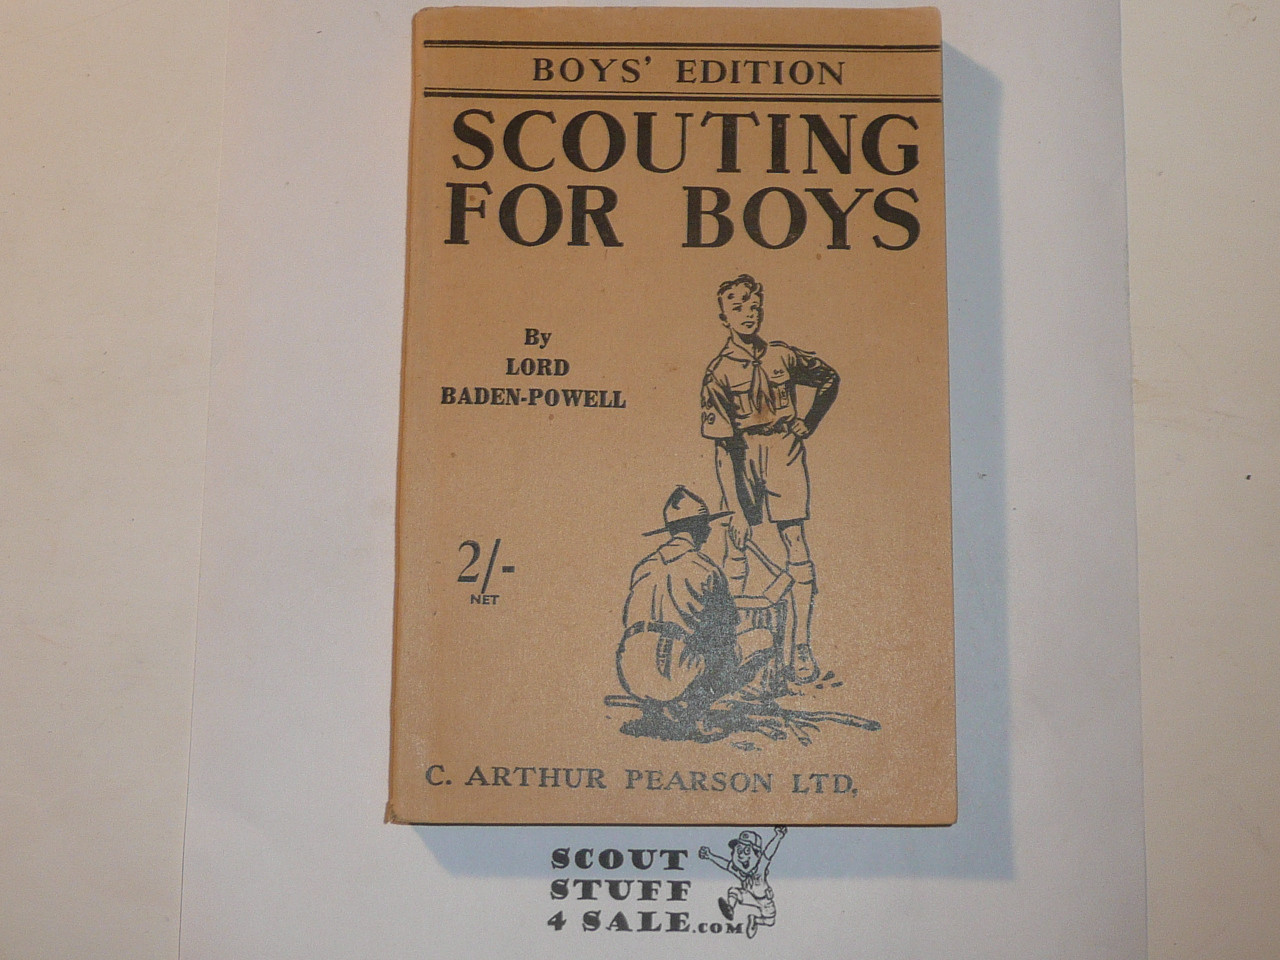 BOYS' EDITION
SCOUTING
FOR BOYS
By
LORD
BADEN-POWELL
2/-
NET
C. ARTHUR PEARSON LTD.
SCOUT
STUFF
4 SALE.COM